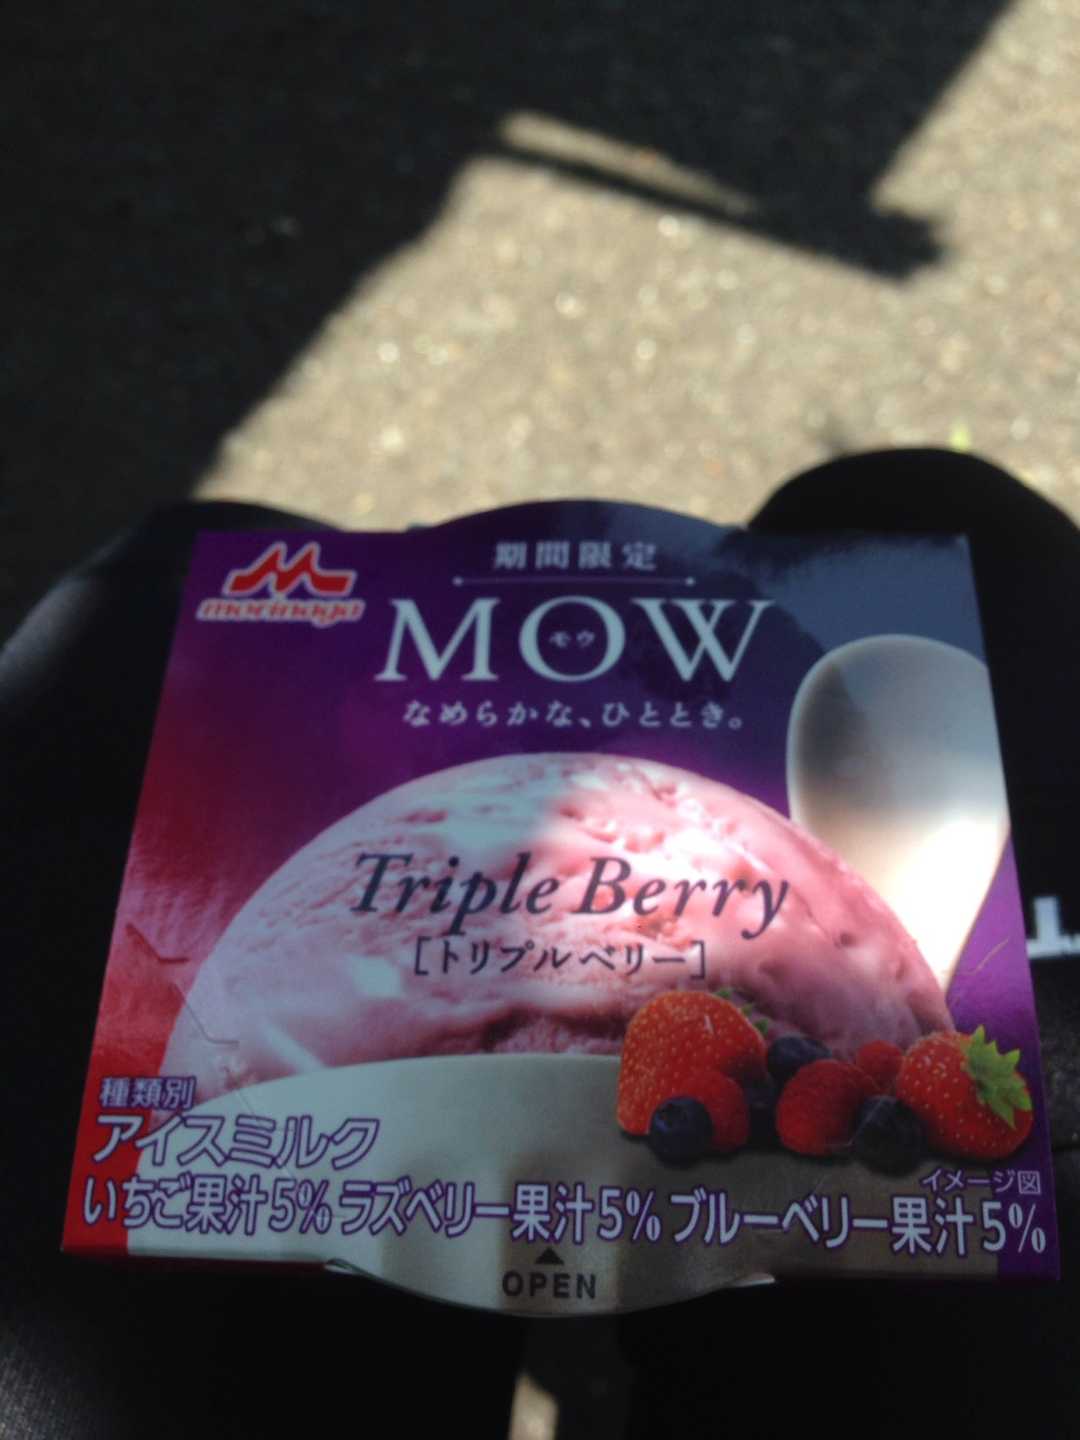 期間限定
morinaga
MOW
モウ
なめらかな、ひととき。
Triple Berry
[トリプルベリー]
種類別
アイスミルク
イメージ図
いちご果汁5% ラズベリー果汁5% ブルーベリー果汁5%
OPEN